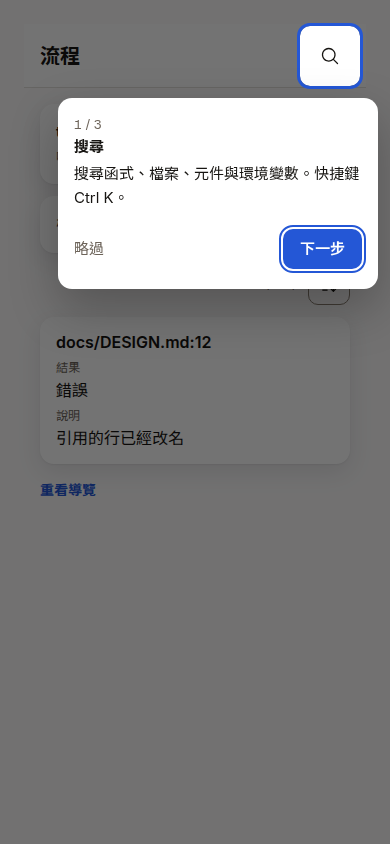 流程
1 / 3
搜尋
搜尋函式、檔案、元件與環境變數。快捷鍵
Ctrl K。
略過
下一步
docs/DESIGN.md:12
結果
錯誤
說明
引用的行已經改名
重看導覽